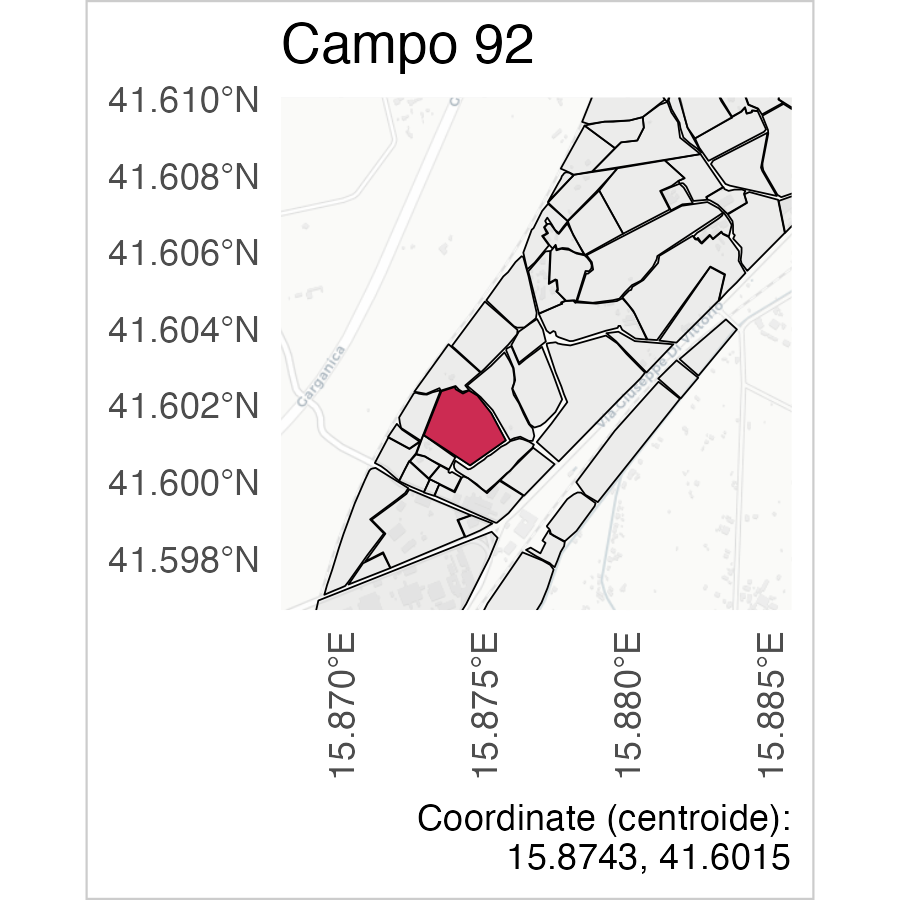 Campo 92
41.610°N
41.608°N
41.606°N
41.604°N
41.602°N
41.600°N
41.598°N
Garganica
Via Giuseppe Di Vittorio
15.870°E
15.875°E
15.880°E
15.885°E
Coordinate (centroide):
15.8743, 41.6015